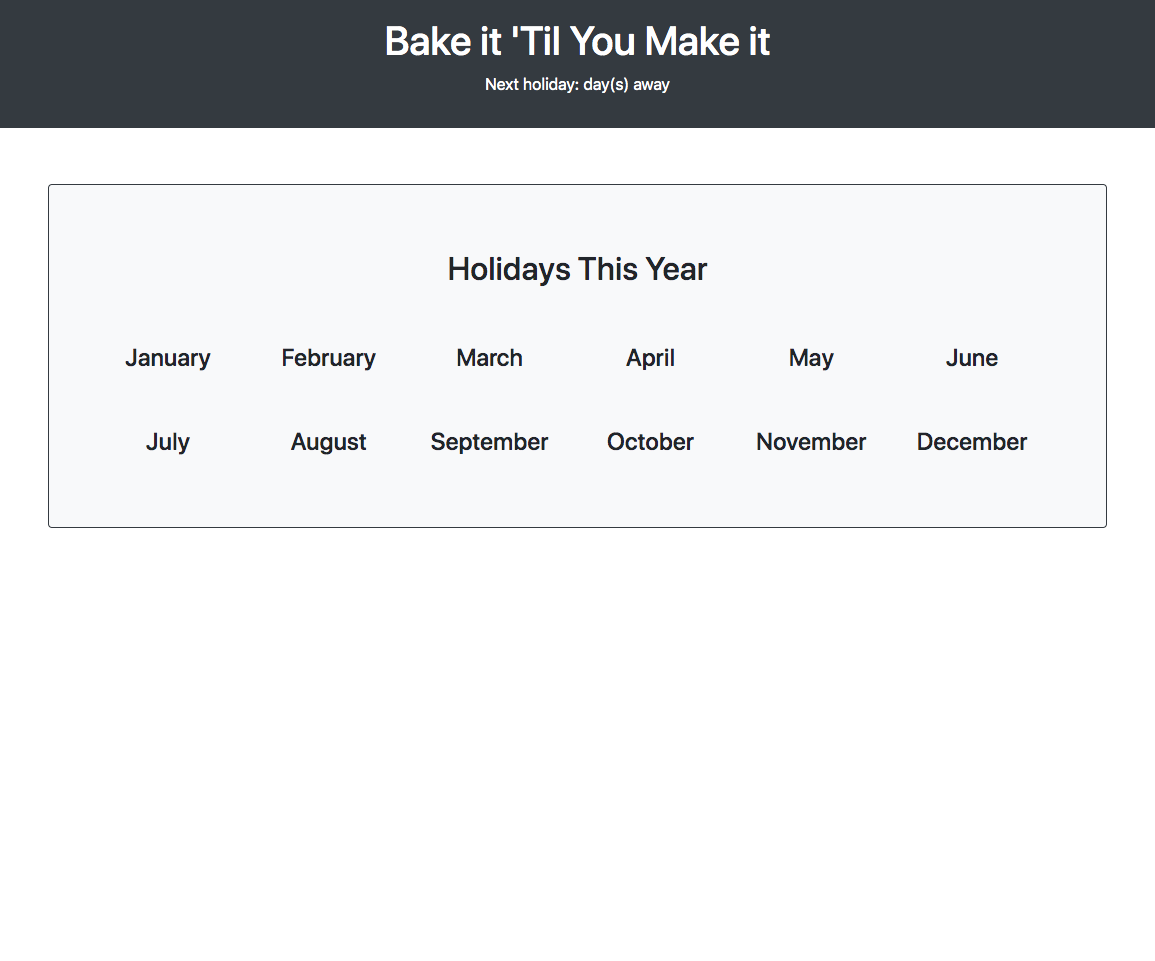 Bake it 'Til You Make it
Next holiday: day(s) away
Holidays This Year
January February March April May June
July August September October November December